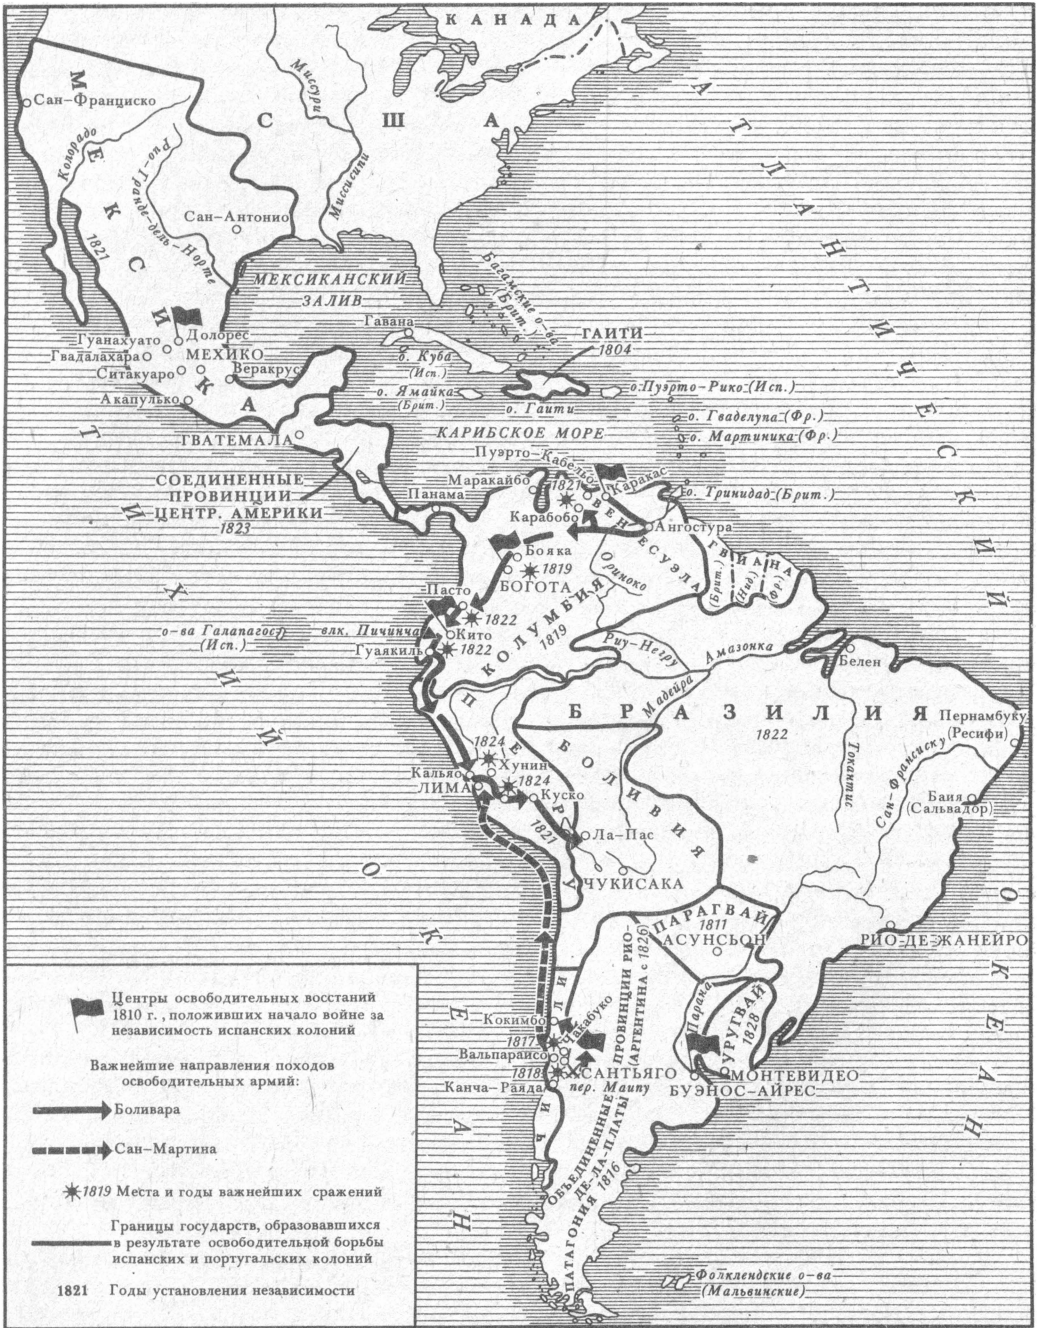 КАНАДА
США
Миссури
Миссисипи
МЕКСИКА
1821
Сан-Франциско
Колорадо
Рио-Гранде-дель-Норте
Сан-Антонио
АТЛАНТИЧЕСКИЙ ОКЕАН
МЕКСИКАНСКИЙ
ЗАЛИВ
Багамские о-ва
(Брит.)
Гавана
о. Куба
(Исп.)
ГАИТИ
1804
Долорес
Гуанахуато
Гвадалахара
МЕХИКО
Ситакуаро
Веракрус
Акапулько
о. Ямайка
(Брит.)
о. Гаити
о. Пуэрто-Рико (Исп.)
о. Гваделупа (Фр.)
о. Мартиника (Фр.)
ГВАТЕМАЛА
КАРИБСКОЕ МОРЕ
СОЕДИНЕННЫЕ
ПРОВИНЦИИ
ЦЕНТР. АМЕРИКИ
1823
Пуэрто-Кабельо
Маракайбо
1821
Каракас
Панама
о. Тринидад (Брит.)
Карабобо
Ангостура
ВЕНЕСУЭЛА
ГВИАНА
(Брит.)
(Нид.)
(Фр.)
Бояка
1819
БОГОТА
Ориноко
КОЛУМБИЯ
1819
Пасто
1822
о-ва Галапагос
(Исп.)
влк. Пичинча
Кито
Гуаякиль
1822
Риу-Негру
Амазонка
Мадейра
Белен
ТИХИЙ ОКЕАН
БРАЗИЛИЯ
1822
Пернамбуку
(Ресифи)
Токантис
Сан-Франсиску
Баия
(Сальвадор)
ПЕРУ
1821
1824
Хунин
Кальяо
1824
ЛИМА
Куско
БОЛИВИЯ
Ла-Пас
ЧУКИСАКА
ПАРАГВАЙ
1811
АСУНСЬОН
РИО-ДЕ-ЖАНЕЙРО
Парана
УРУГВАЙ
1828
ЧИЛИ
Кокимбо
Чакабуко
1817
Вальпараисо
1818
САНТЬЯГО
Канча-Раяда
пер. Маипу
МОНТЕВИДЕО
БУЭНОС-АЙРЕС
ОБЪЕДИНЕННЫЕ ПРОВИНЦИИ РИО-
ДЕ-ЛА-ПЛАТЫ (АРГЕНТИНА с 1826)
1816
ПАТАГОНИЯ
Фолклендские о-ва
(Мальвинские)
Центры освободительных восстаний
1810 г., положивших начало войне за
независимость испанских колоний
Важнейшие направления походов
освободительных армий:
Боливара
Сан-Мартина
1819 Места и годы важнейших сражений
Границы государств, образовавшихся
в результате освободительной борьбы
испанских и португальских колоний
1821 Годы установления независимости